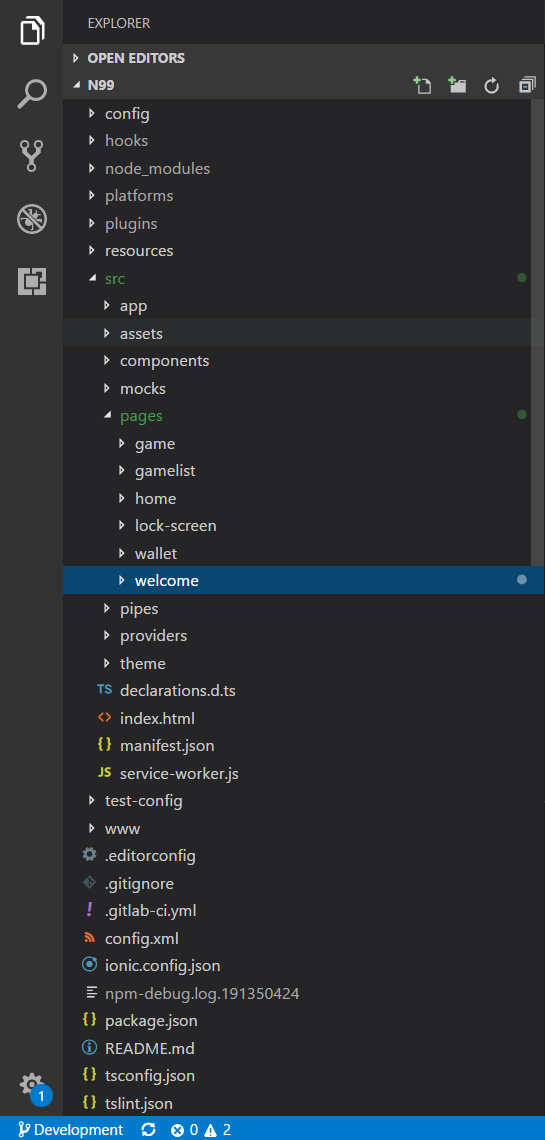 EXPLORER
OPEN EDITORS
N99
config
hooks
node_modules
platforms
plugins
resources
src
app
assets
components
mocks
pages
game
gamelist
home
lock-screen
wallet
welcome
pipes
providers
theme
TS declarations.d.ts
<> index.html
{ } manifest.json
JS service-worker.js
test-config
www
.editorconfig
.gitignore
! .gitlab-ci.yml
config.xml
ionic.config.json
npm-debug.log.191350424
{ } package.json
README.md
{ } tsconfig.json
{ } tslint.json
1
Development 0 2